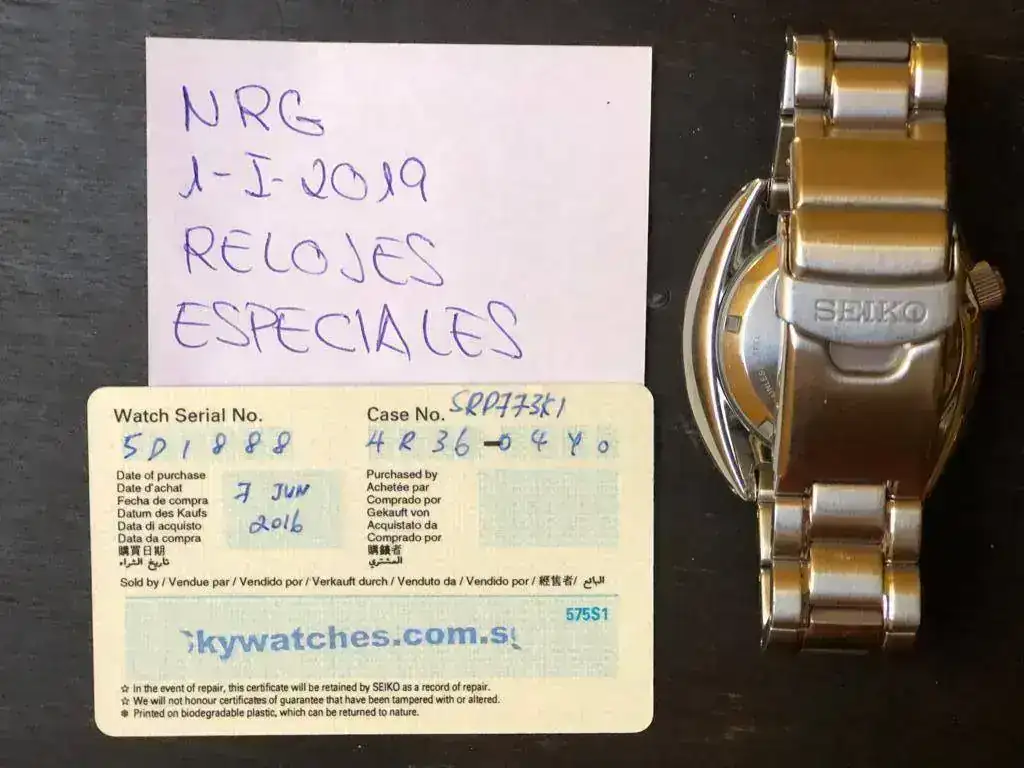 NRG
1-I-2019
RELOJES
ESPECIALES
Watch Serial No.
5D1888
Case No. SRP773K1
4R36-04Y0
Date of purchase
Date d'achat
Fecha de compra
Datum des Kaufs
Data di acquisto
Data da compra
購買日期
تاريخ الشراء
7 JUN
2016
Purchased by
Achetée par
Comprado por
Gekauft von
Acquistato da
Comprado por
購錶者
المشتري
Sold by / Vendue par / Vendido por / Verkauft durch / Venduto da / Vendido por / 經售者/ البائع
575S1
kywatches.com.s
☆ In the event of repair, this certificate will be retained by SEIKO as a record of repair.
☆ We will not honour certificates of guarantee that have been tampered with or altered.
✽ Printed on biodegradable plastic, which can be returned to nature.
SEIKO